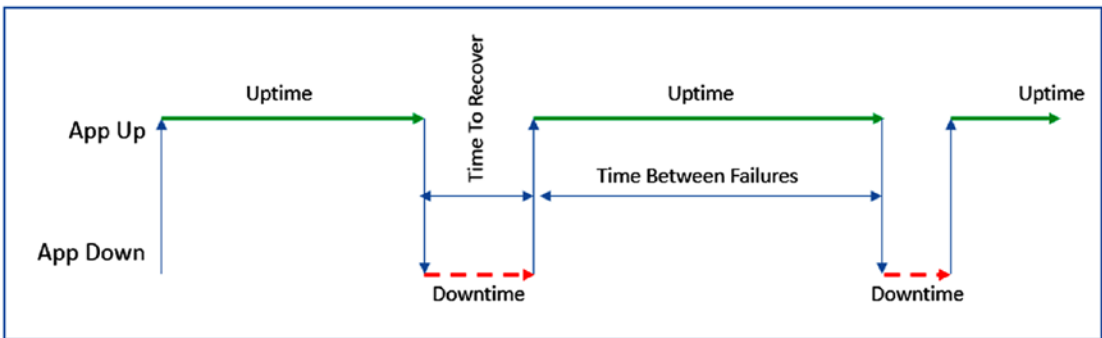 Uptime
Time To Recover
Uptime
Uptime
App Up
Time Between Failures
App Down
Downtime
Downtime